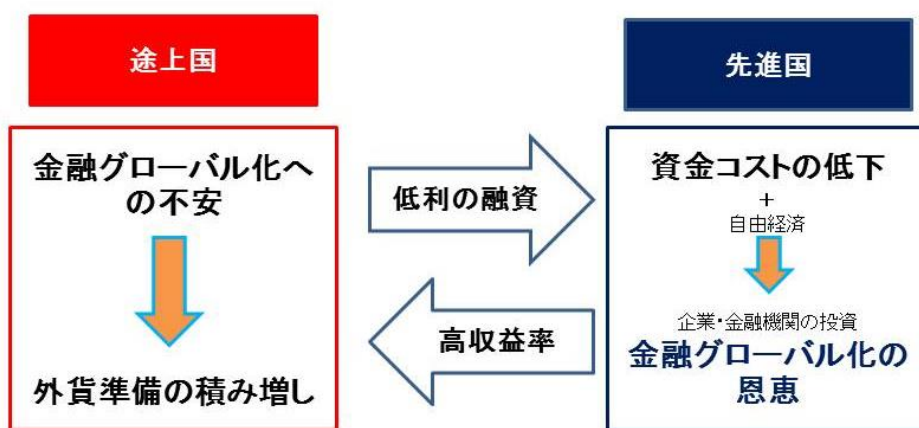 途上国
金融グローバル化へ
の不安
外貨準備の積み増し
低利の融資
高収益率
先進国
資金コストの低下
+
自由経済
企業・金融機関の投資
金融グローバル化の
恩恵